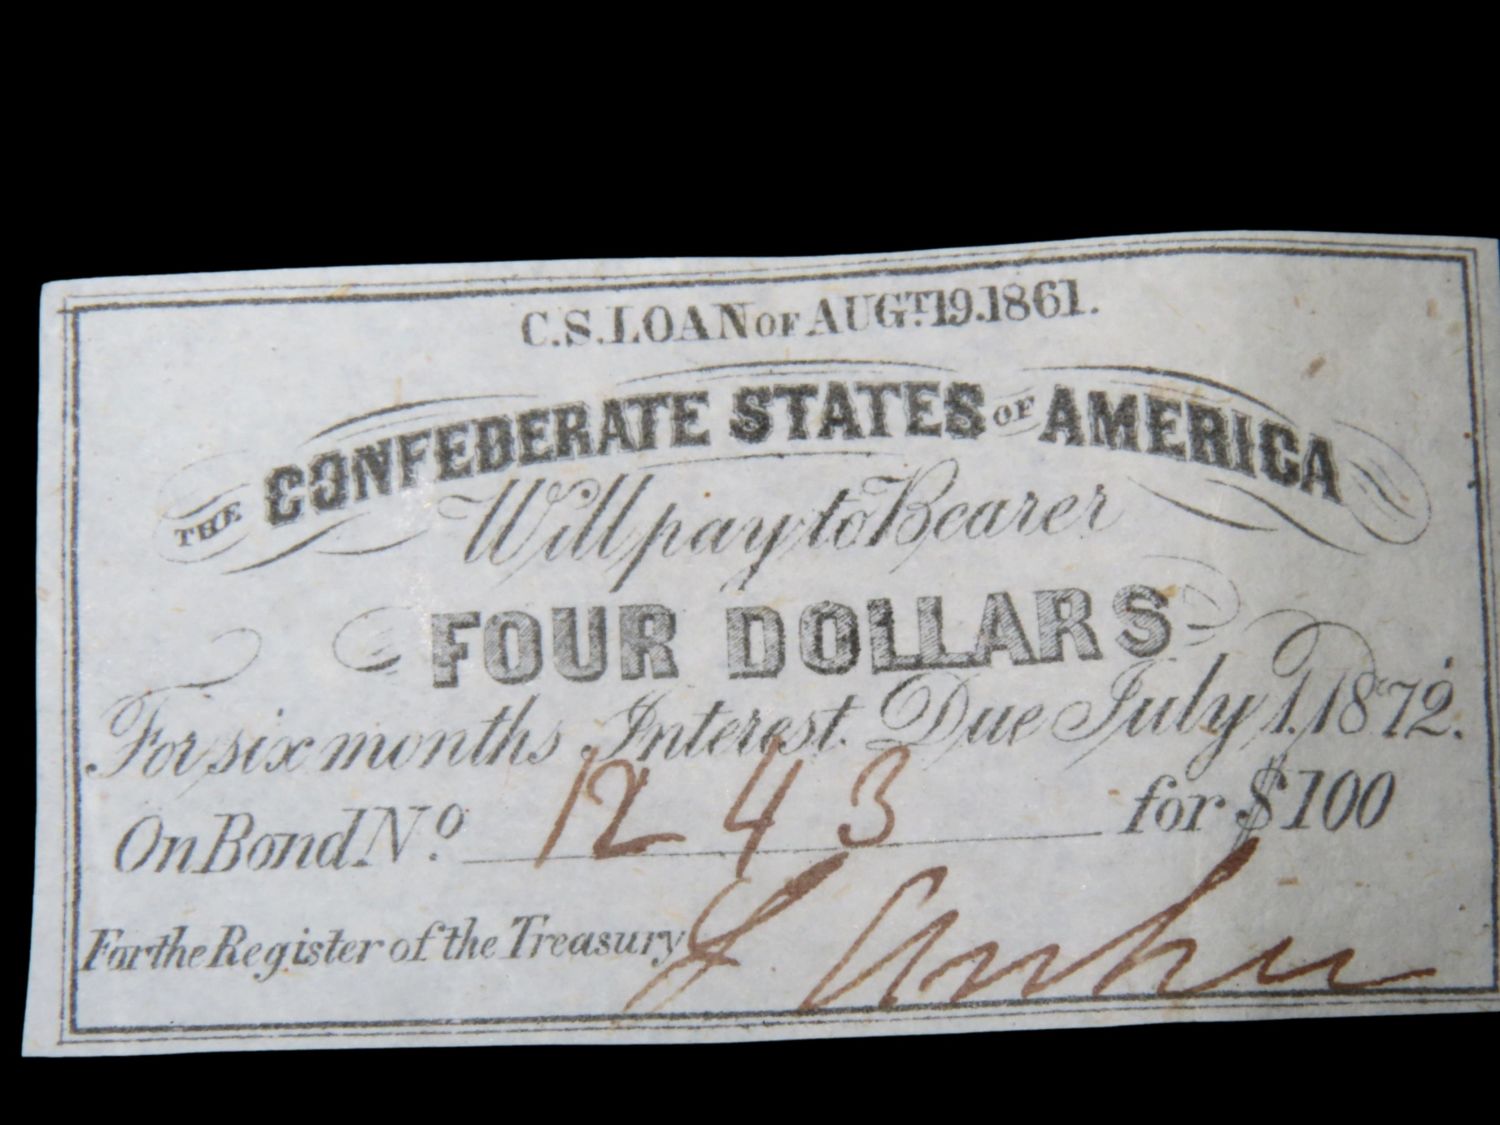 C.S. LOAN OF AUGT. 19. 1861.
THE CONFEDERATE STATES OF AMERICA
Will pay to Bearer
FOUR DOLLARS
For six months Interest Due July 1, 1872.
On Bond No. 1243 for $100
For the Register of the Treasury